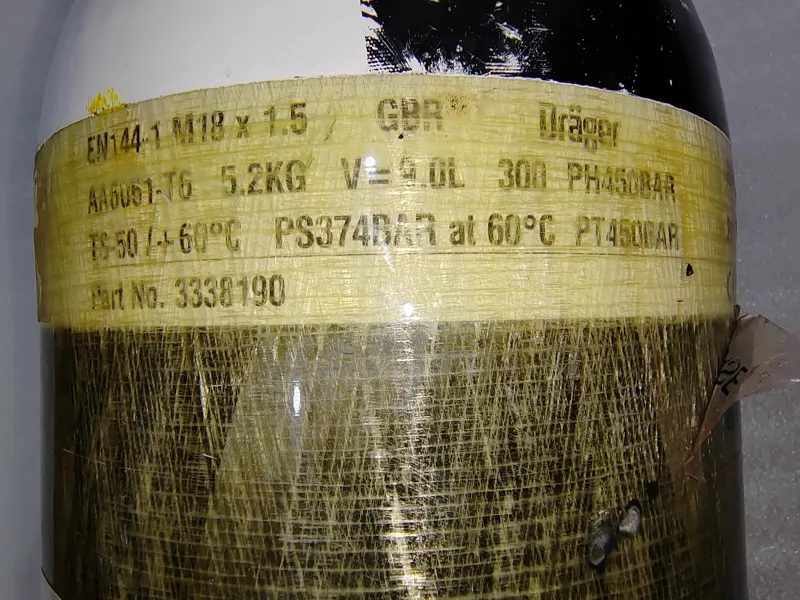 EN144-1 M18 x 1.5 GBR Dräger
AA6061-T6 5.2KG V= 9.0L 300 PH450BAR
TS-50 /+60°C PS374BAR at 60°C PT450BAR
Part No. 3338190